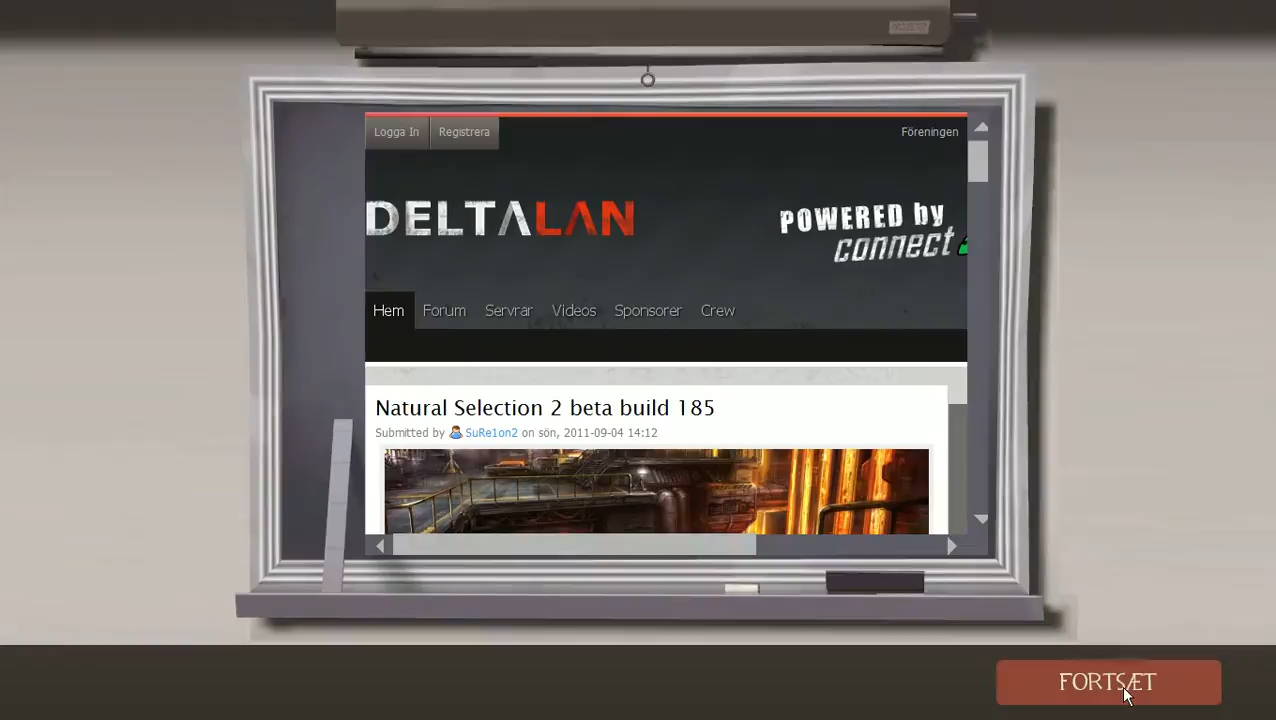 Logga In Registrera Föreningen
DELTALAN
POWERED by
connect
Hem Forum Servrar Videos Sponsorer Crew
Natural Selection 2 beta build 185
Submitted by SuRe1on2 on sön, 2011-09-04 14:12
FORTSÆT